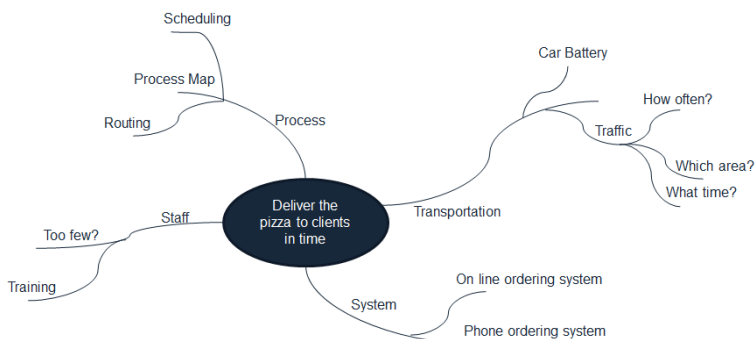 Scheduling
Process Map
Routing
Process
Car Battery
How often?
Traffic
Which area?
What time?
Transportation
Deliver the
pizza to clients
in time
Staff
Too few?
Training
System
On line ordering system
Phone ordering system